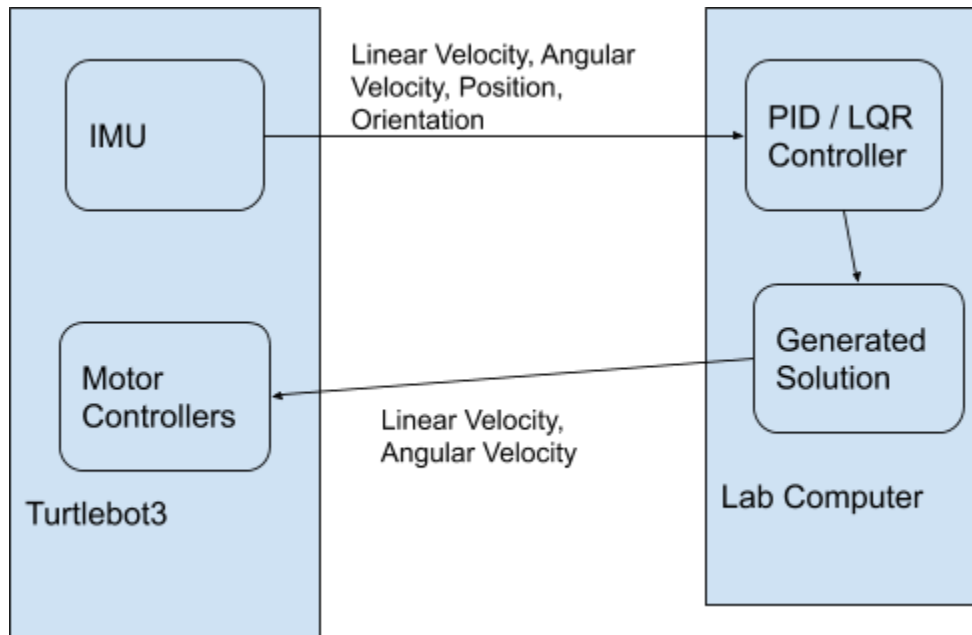 IMU
Linear Velocity, Angular
Velocity, Position,
Orientation
PID / LQR
Controller
Generated
Solution
Motor
Controllers
Linear Velocity,
Angular Velocity
Turtlebot3
Lab Computer